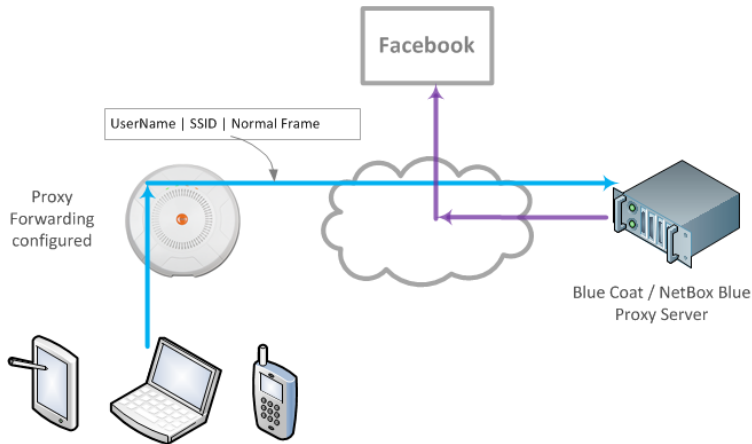 Facebook
UserName | SSID | Normal Frame
Proxy
Forwarding
configured
Blue Coat / NetBox Blue
Proxy Server